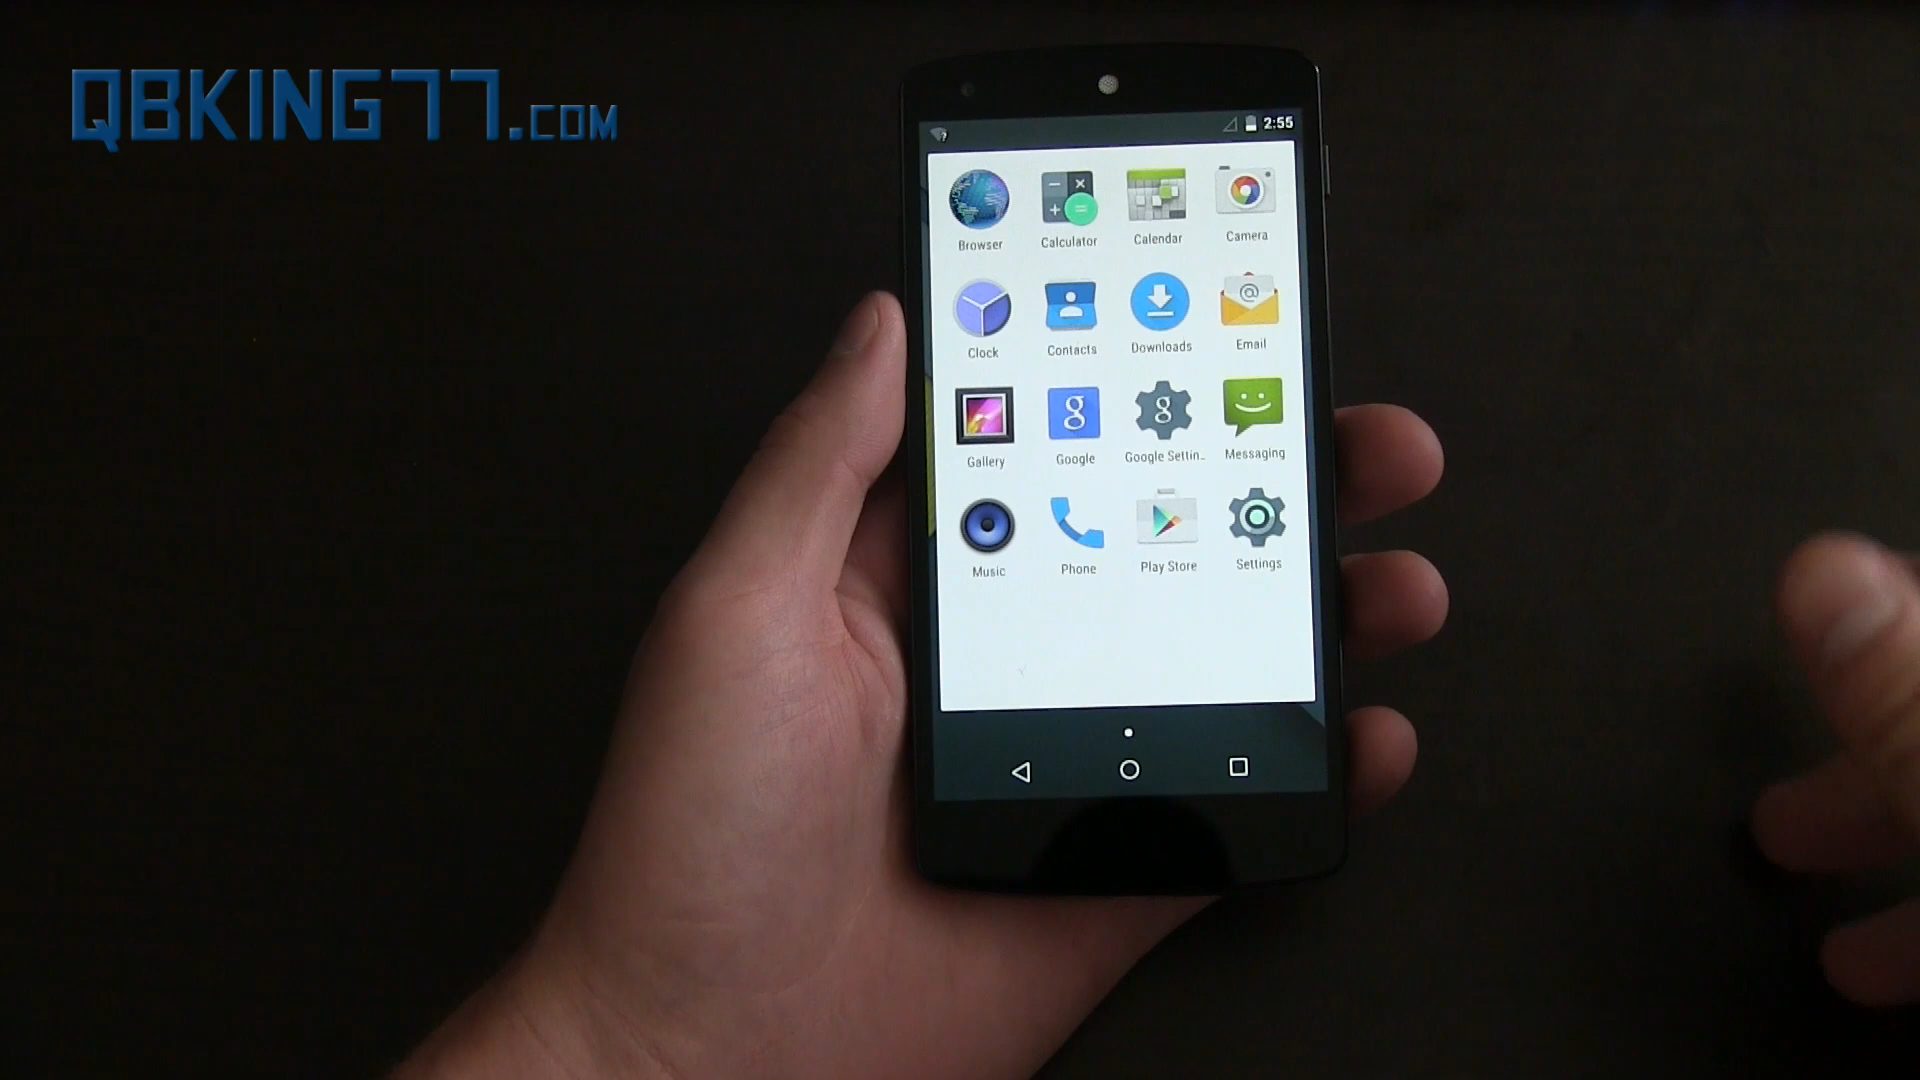 QBKING77.COM
2:55
Browser Calculator Calendar Camera
Clock Contacts Downloads Email
Gallery Google Google Settin... Messaging
Music Phone Play Store Settings